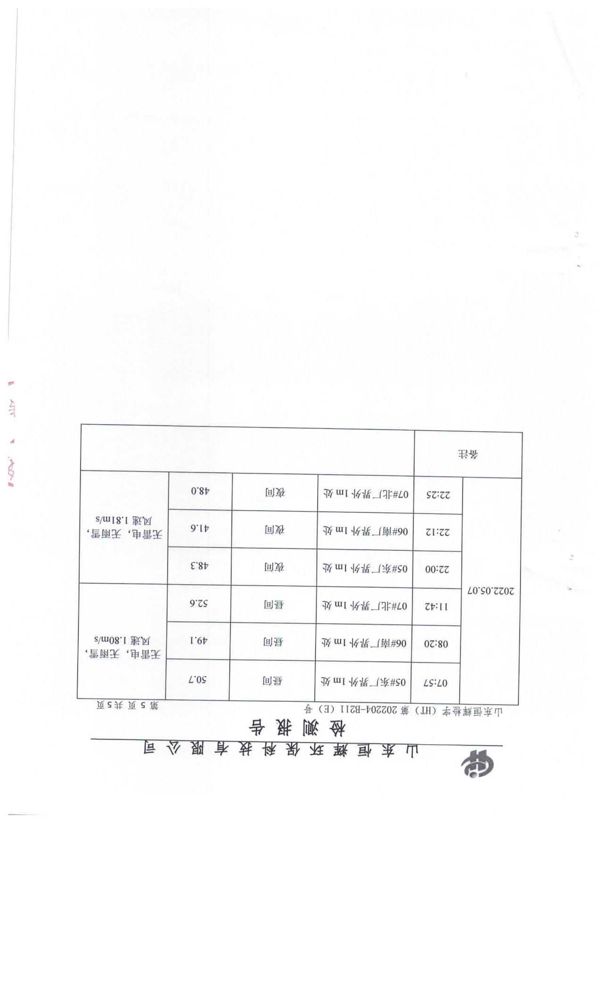 山东恒辉环保科技有限公司
检测报告
山东恒辉检字（HT）第 202204-B211（E）号
第 5 页 共 5 页
2022.05.07
07:57 05#东厂界外 1m 处 昼间 50.7
08:20 06#南厂界外 1m 处 昼间 49.1
11:42 07#北厂界外 1m 处 昼间 52.6
无雷电，无雨雪，
风速 1.80m/s
22:00 05#东厂界外 1m 处 夜间 48.3
22:12 06#南厂界外 1m 处 夜间 41.6
22:25 07#北厂界外 1m 处 夜间 48.0
无雷电，无雨雪，
风速 1.81m/s
备注